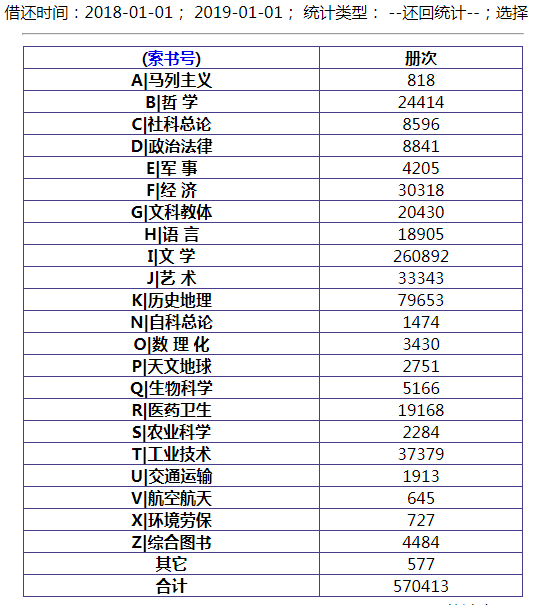 借还时间：2018-01-01； 2019-01-01； 统计类型： --还回统计--；选择
(索书号) 册次
A|马列主义 818
B|哲 学 24414
C|社科总论 8596
D|政治法律 8841
E|军 事 4205
F|经 济 30318
G|文科教体 20430
H|语 言 18905
I|文 学 260892
J|艺 术 33343
K|历史地理 79653
N|自科总论 1474
O|数 理 化 3430
P|天文地球 2751
Q|生物科学 5166
R|医药卫生 19168
S|农业科学 2284
T|工业技术 37379
U|交通运输 1913
V|航空航天 645
X|环境劳保 727
Z|综合图书 4484
其它 577
合计 570413